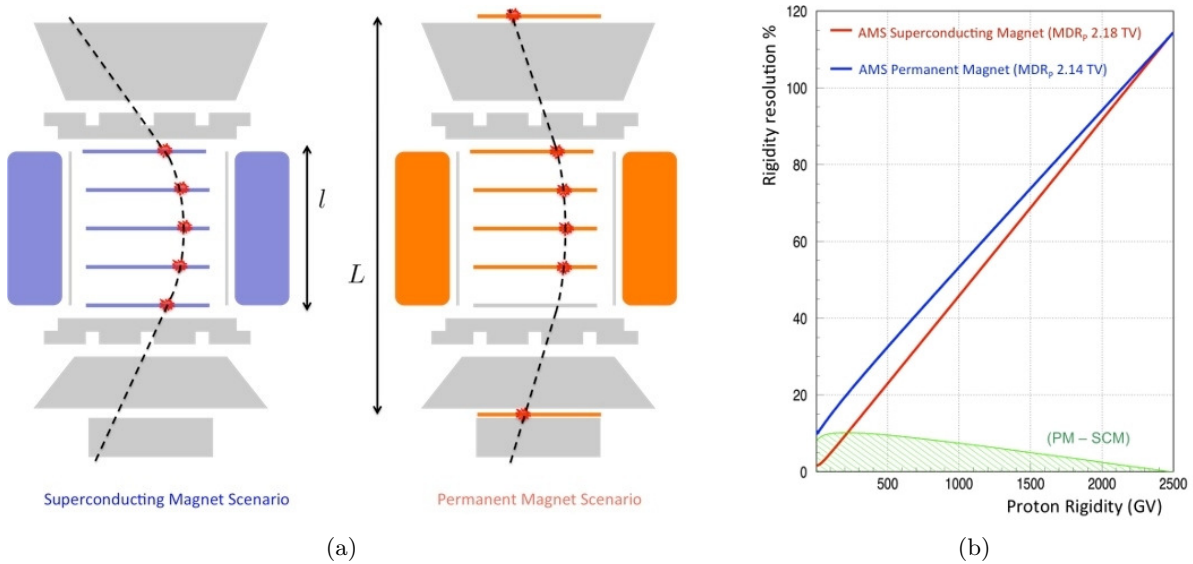 l
L
Superconducting Magnet Scenario
Permanent Magnet Scenario
(a)
Rigidity resolution %
120
100
80
60
40
20
0
AMS Superconducting Magnet (MDRₚ 2.18 TV)
AMS Permanent Magnet (MDRₚ 2.14 TV)
(PM – SCM)
500
1000
1500
2000
2500
Proton Rigidity (GV)
(b)